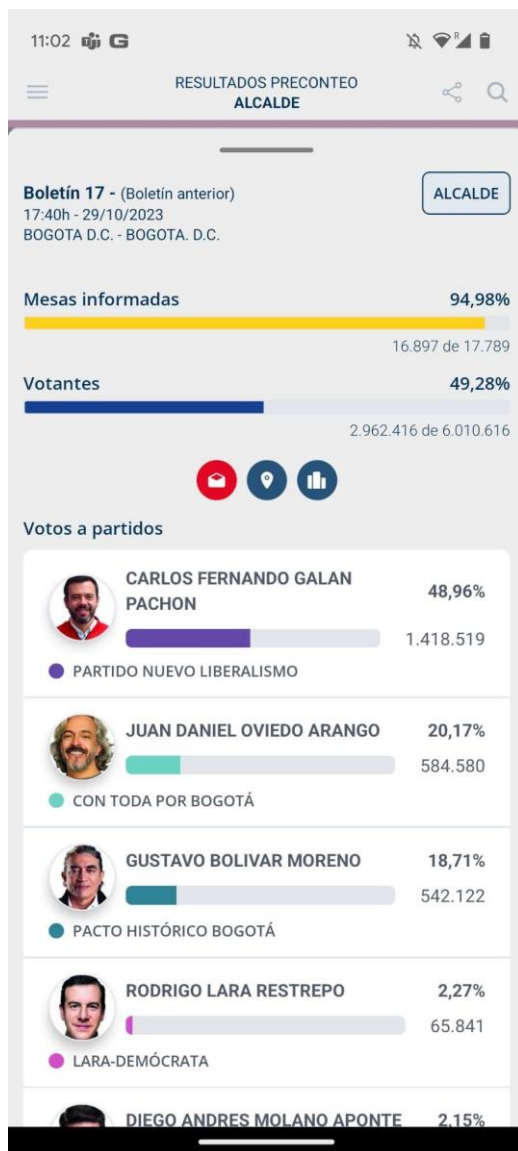 11:02
RESULTADOS PRECONTEO
ALCALDE
Boletín 17 - (Boletín anterior)
ALCALDE
17:40h - 29/10/2023
BOGOTA D.C. - BOGOTA. D.C.
Mesas informadas 94,98%
16.897 de 17.789
Votantes 49,28%
2.962.416 de 6.010.616
Votos a partidos
CARLOS FERNANDO GALAN
PACHON
48,96%
1.418.519
PARTIDO NUEVO LIBERALISMO
JUAN DANIEL OVIEDO ARANGO 20,17%
584.580
CON TODA POR BOGOTÁ
GUSTAVO BOLIVAR MORENO 18,71%
542.122
PACTO HISTÓRICO BOGOTÁ
RODRIGO LARA RESTREPO 2,27%
65.841
LARA-DEMÓCRATA
DIEGO ANDRES MOLANO APONTE 2,15%